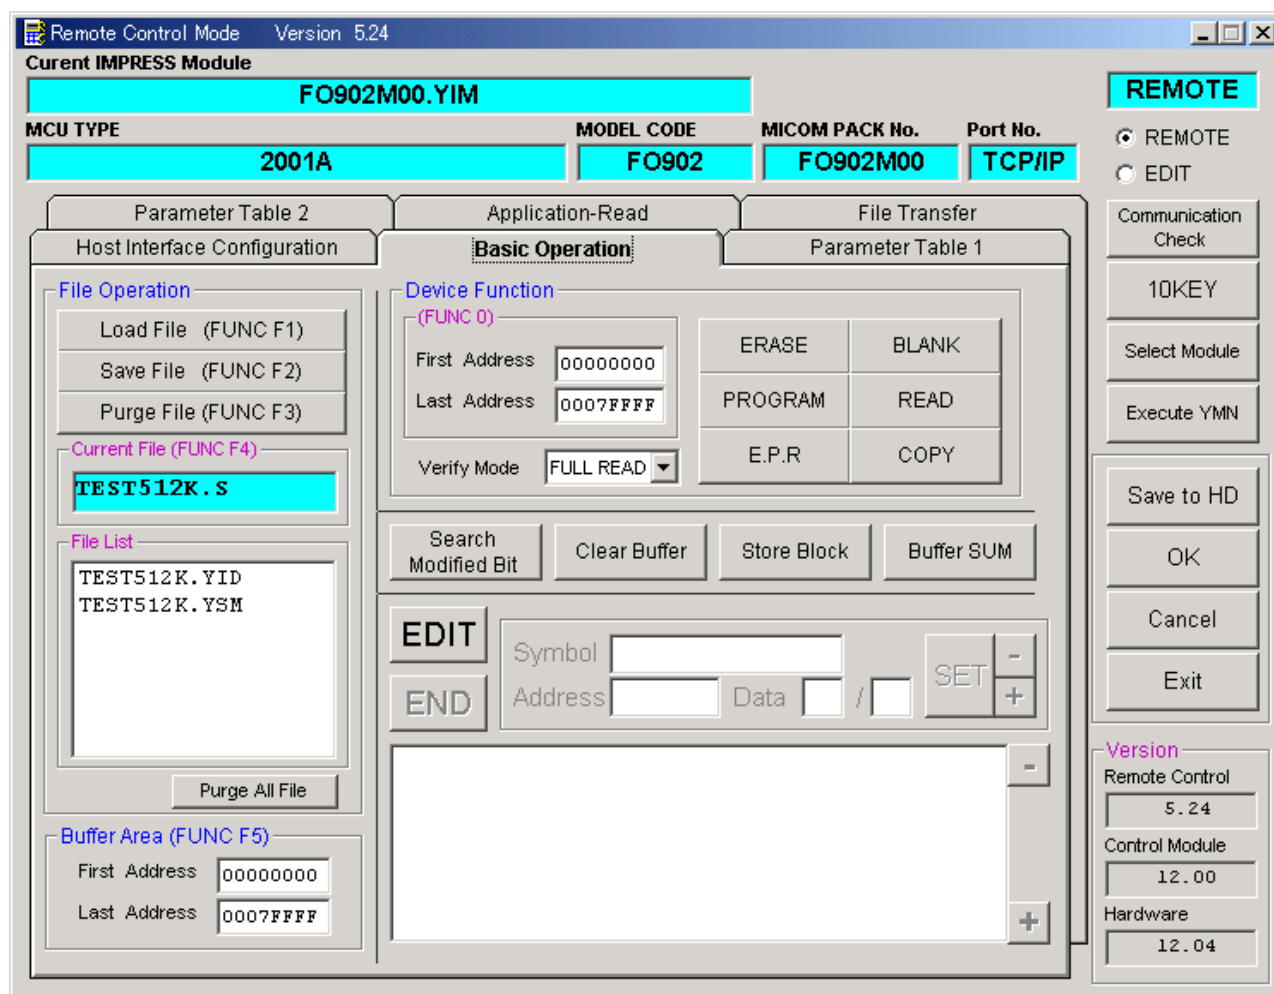 Remote Control Mode Version 5.24
Curent IMPRESS Module
FO902M00.YIM
MCU TYPE
2001A
MODEL CODE
FO902
MICOM PACK No.
FO902M00
Port No.
TCP/IP
REMOTE
REMOTE
EDIT
Parameter Table 2
Application-Read
File Transfer
Host Interface Configuration
Basic Operation
Parameter Table 1
File Operation
Load File (FUNC F1)
Save File (FUNC F2)
Purge File (FUNC F3)
Current File (FUNC F4)
TEST512K.S
File List
TEST512K.YID
TEST512K.YSM
Purge All File
Buffer Area (FUNC F5)
First Address 00000000
Last Address 0007FFFF
Device Function
(FUNC 0)
First Address 00000000
Last Address 0007FFFF
Verify Mode FULL READ
ERASE
BLANK
PROGRAM
READ
E.P.R
COPY
Search
Modified Bit
Clear Buffer
Store Block
Buffer SUM
EDIT
END
Symbol
Address
Data /
SET
-
+
-
+
Communication
Check
10KEY
Select Module
Execute YMN
Save to HD
OK
Cancel
Exit
Version
Remote Control
5.24
Control Module
12.00
Hardware
12.04